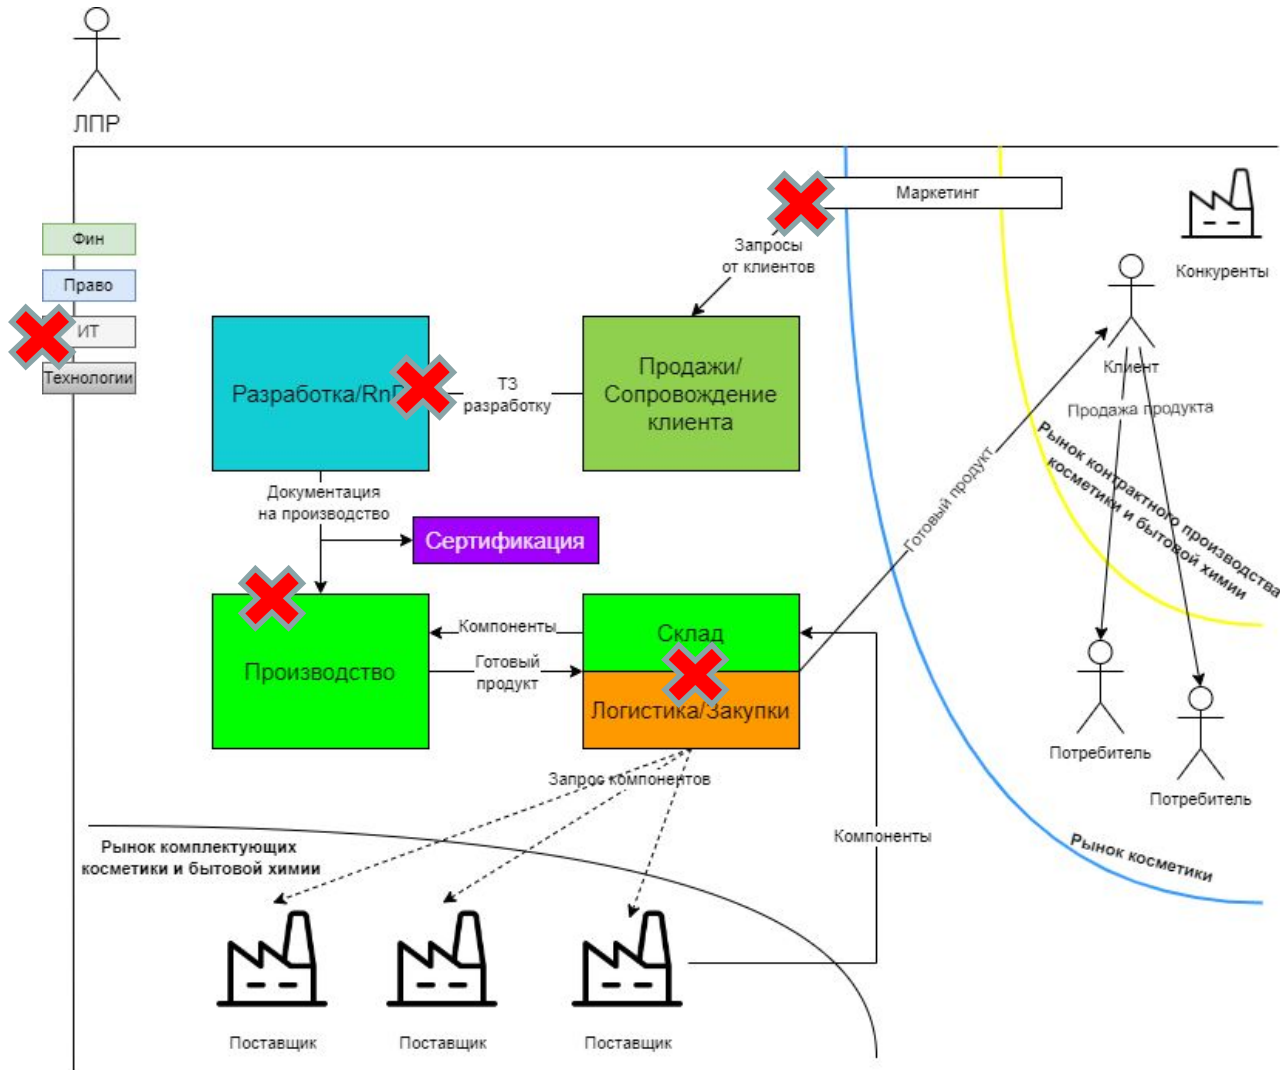 ЛПР
Маркетинг
Фин
Право
ИТ
Технологии
Запросы
от клиентов
Конкуренты
Клиент
Разработка/RnD
ТЗ
разработку
Продажи/
Сопровождение
клиента
Продажа продукта
Рынок контрактного производства
косметики и бытовой химии
Готовый продукт
Документация
на производство
Сертификация
Производство
Компоненты
Готовый
продукт
Склад
Логистика/Закупки
Запрос компонентов
Потребитель
Потребитель
Компоненты
Рынок косметики
Рынок комплектующих
косметики и бытовой химии
Поставщик
Поставщик
Поставщик